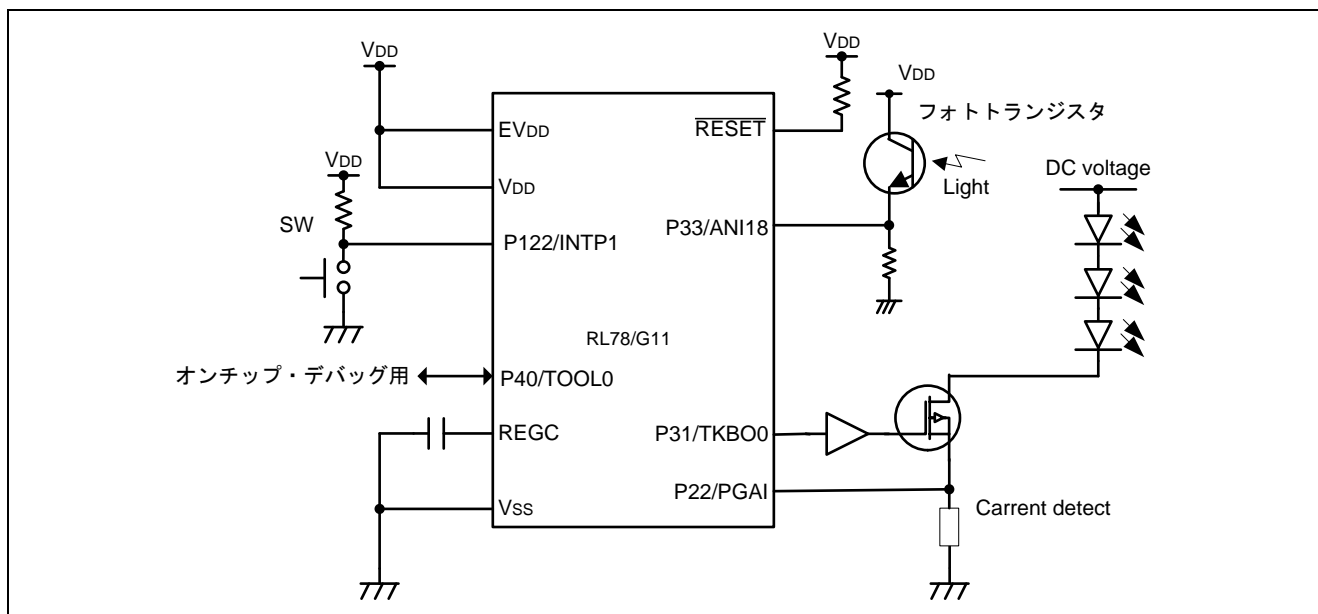 VDD
VDD
VDD
フォトトランジスタ
EVDD
RESET
VDD
DC voltage
VDD
Light
SW
P122/INTP1
P33/ANI18
RL78/G11
オンチップ・デバッグ用
P40/TOOL0
REGC
P31/TKBO0
P22/PGAI
Carrent detect
VSS